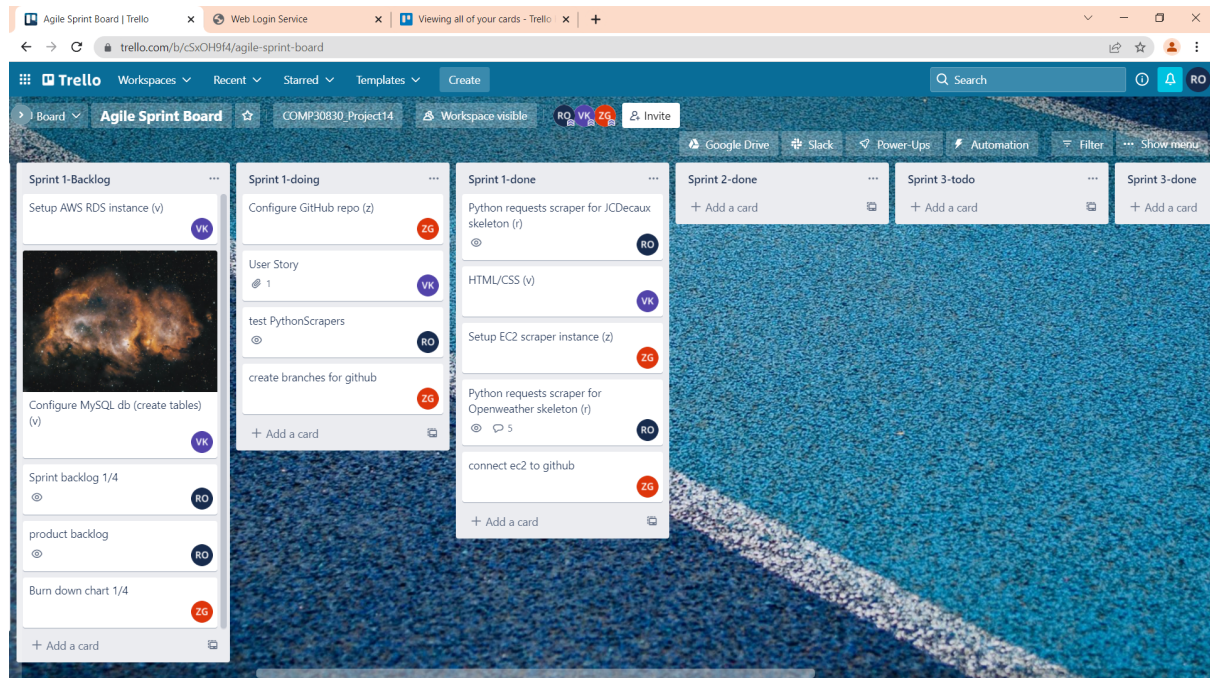 Agile Sprint Board | Trello
Web Login Service
Viewing all of your cards - Trello
trello.com/b/cSxOH9f4/agile-sprint-board
Trello Workspaces Recent Starred Templates Create Search RO
Board Agile Sprint Board COMP30830_Project14 Workspace visible RO VK ZG Invite
Google Drive Slack Power-Ups Automation Filter ... Show menu
Sprint 1-Backlog ...
Setup AWS RDS instance (v)
VK
Configure MySQL db (create tables)
(v)
VK
Sprint backlog 1/4
RO
product backlog
RO
Burn down chart 1/4
ZG
+ Add a card
Sprint 1-doing ...
Configure GitHub repo (z)
ZG
User Story
1 VK
test PythonScrapers
RO
create branches for github
ZG
+ Add a card
Sprint 1-done ...
Python requests scraper for JCDecaux
skeleton (r)
RO
HTML/CSS (v)
VK
Setup EC2 scraper instance (z)
ZG
Python requests scraper for
Openweather skeleton (r)
5 RO
connect ec2 to github
ZG
+ Add a card
Sprint 2-done ...
+ Add a card
Sprint 3-todo ...
+ Add a card
Sprint 3-done
+ Add a card